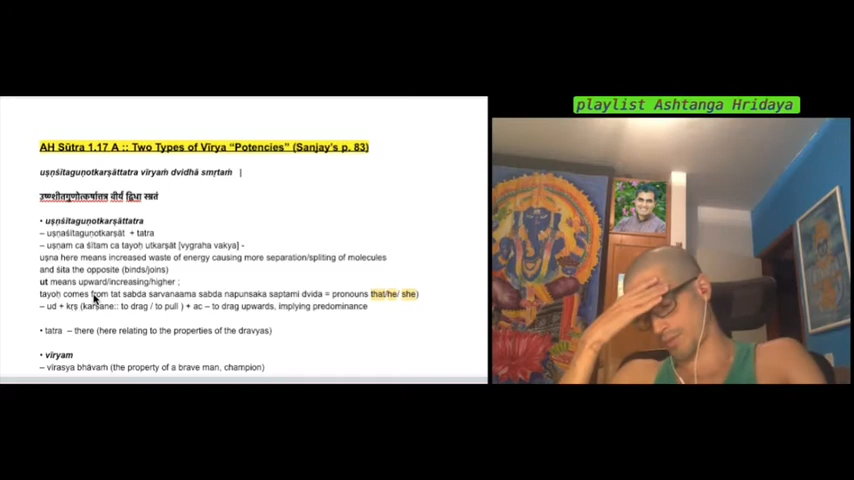 playlist Ashtanga Hridaya
AH Sūtra 1.17 A :: Two Types of Vīrya “Potencies” (Sanjay's p. 83)
uṣṇśītaguṇotkarṣāttatra vīryaṁ dvidhā smṛtaṁ |
उष्णशीतगुणोत्कर्षात्तत्र वीर्यं द्विधा स्मृतं
• uṣṇśītaguṇotkarṣāttatra
– uṣṇaśītaguṇotkarṣāt + tatra
– uṣṇam ca śītam ca tayoḥ utkarṣāt [vygraha vakya] -
uṣṇa here means increased waste of energy causing more separation/spliting of molecules
and śita the opposite (binds/joins)
ut means upward/increasing/higher ;
tayoḥ comes from tat sabda sarvanaama sabda napunsaka saptami dvida = pronouns that/he/ she)
– ud + kṛṣ (karṣane:: to drag / to pull ) + ac – to drag upwards, implying predominance
• tatra – there (here relating to the properties of the dravyas)
• vīryam
– vīrasya bhāvaṁ (the property of a brave man, champion)